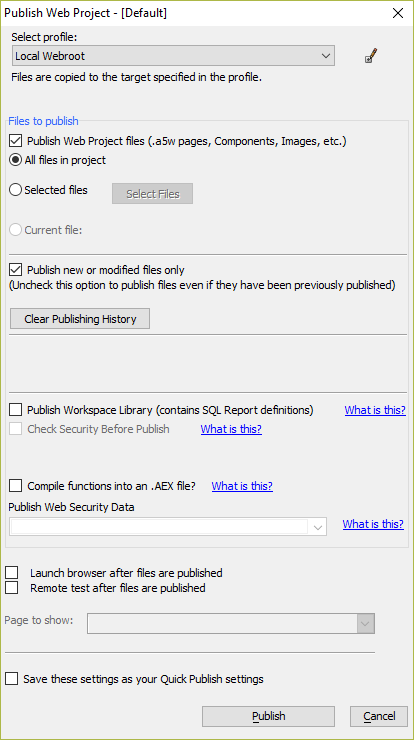 Publish Web Project - [Default]
Select profile:
Local Webroot
Files are copied to the target specified in the profile.
Files to publish
Publish Web Project files (.a5w pages, Components, Images, etc.)
All files in project
Selected files
Select Files
Current file:
Publish new or modified files only
(Uncheck this option to publish files even if they have been previously published)
Clear Publishing History
Publish Workspace Library (contains SQL Report definitions) What is this?
Check Security Before Publish What is this?
Compile functions into an .AEX file? What is this?
Publish Web Security Data
What is this?
Launch browser after files are published
Remote test after files are published
Page to show:
Save these settings as your Quick Publish settings
Publish Cancel